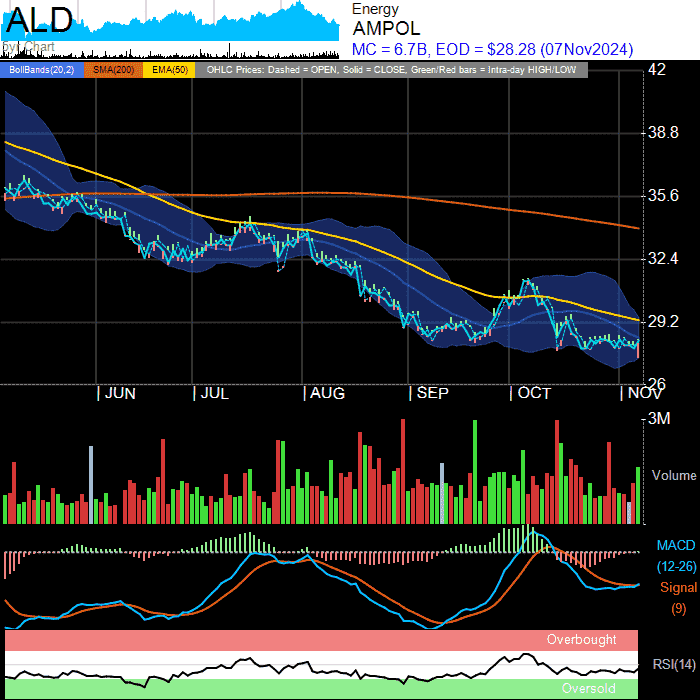 ALD
Energy
AMPOL
MC = 6.7B, EOD = $28.28 (07Nov2024)
BollBands(20,2) SMA(200) EMA(50) OHLC Prices: Dashed = OPEN, Solid = CLOSE, Green/Red bars = Intra-day HIGH/LOW
42
38.8
35.6
32.4
29.2
26
JUN JUL AUG SEP OCT NOV
3M
Volume
MACD
(12-26)
Signal
(9)
Overbought
RSI(14)
Oversold